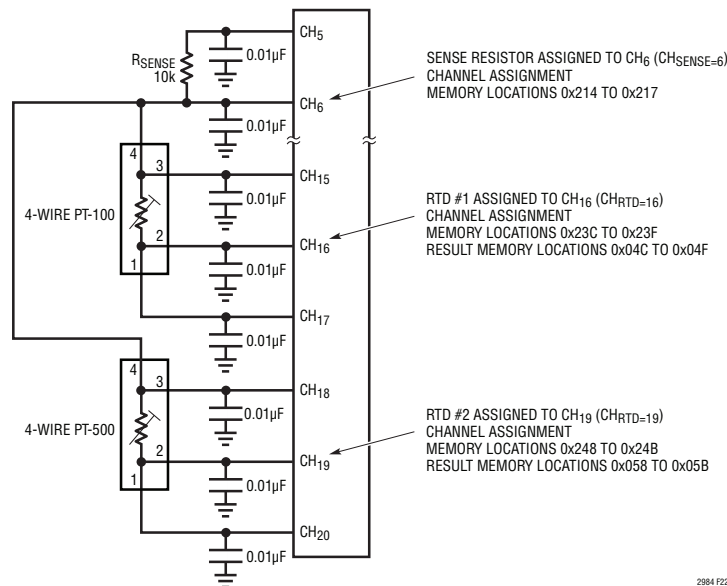 CH5
0.01µF
RSENSE
10k
SENSE RESISTOR ASSIGNED TO CH6 (CHSENSE=6)
CHANNEL ASSIGNMENT
MEMORY LOCATIONS 0x214 TO 0x217
CH6
0.01µF
4
3
CH15
0.01µF
4-WIRE PT-100
RTD #1 ASSIGNED TO CH16 (CHRTD=16)
CHANNEL ASSIGNMENT
MEMORY LOCATIONS 0x23C TO 0x23F
RESULT MEMORY LOCATIONS 0x04C TO 0x04F
2
CH16
1
0.01µF
CH17
0.01µF
4
3
CH18
0.01µF
4-WIRE PT-500
RTD #2 ASSIGNED TO CH19 (CHRTD=19)
CHANNEL ASSIGNMENT
MEMORY LOCATIONS 0x248 TO 0x24B
RESULT MEMORY LOCATIONS 0x058 TO 0x05B
2
CH19
1
0.01µF
CH20
0.01µF